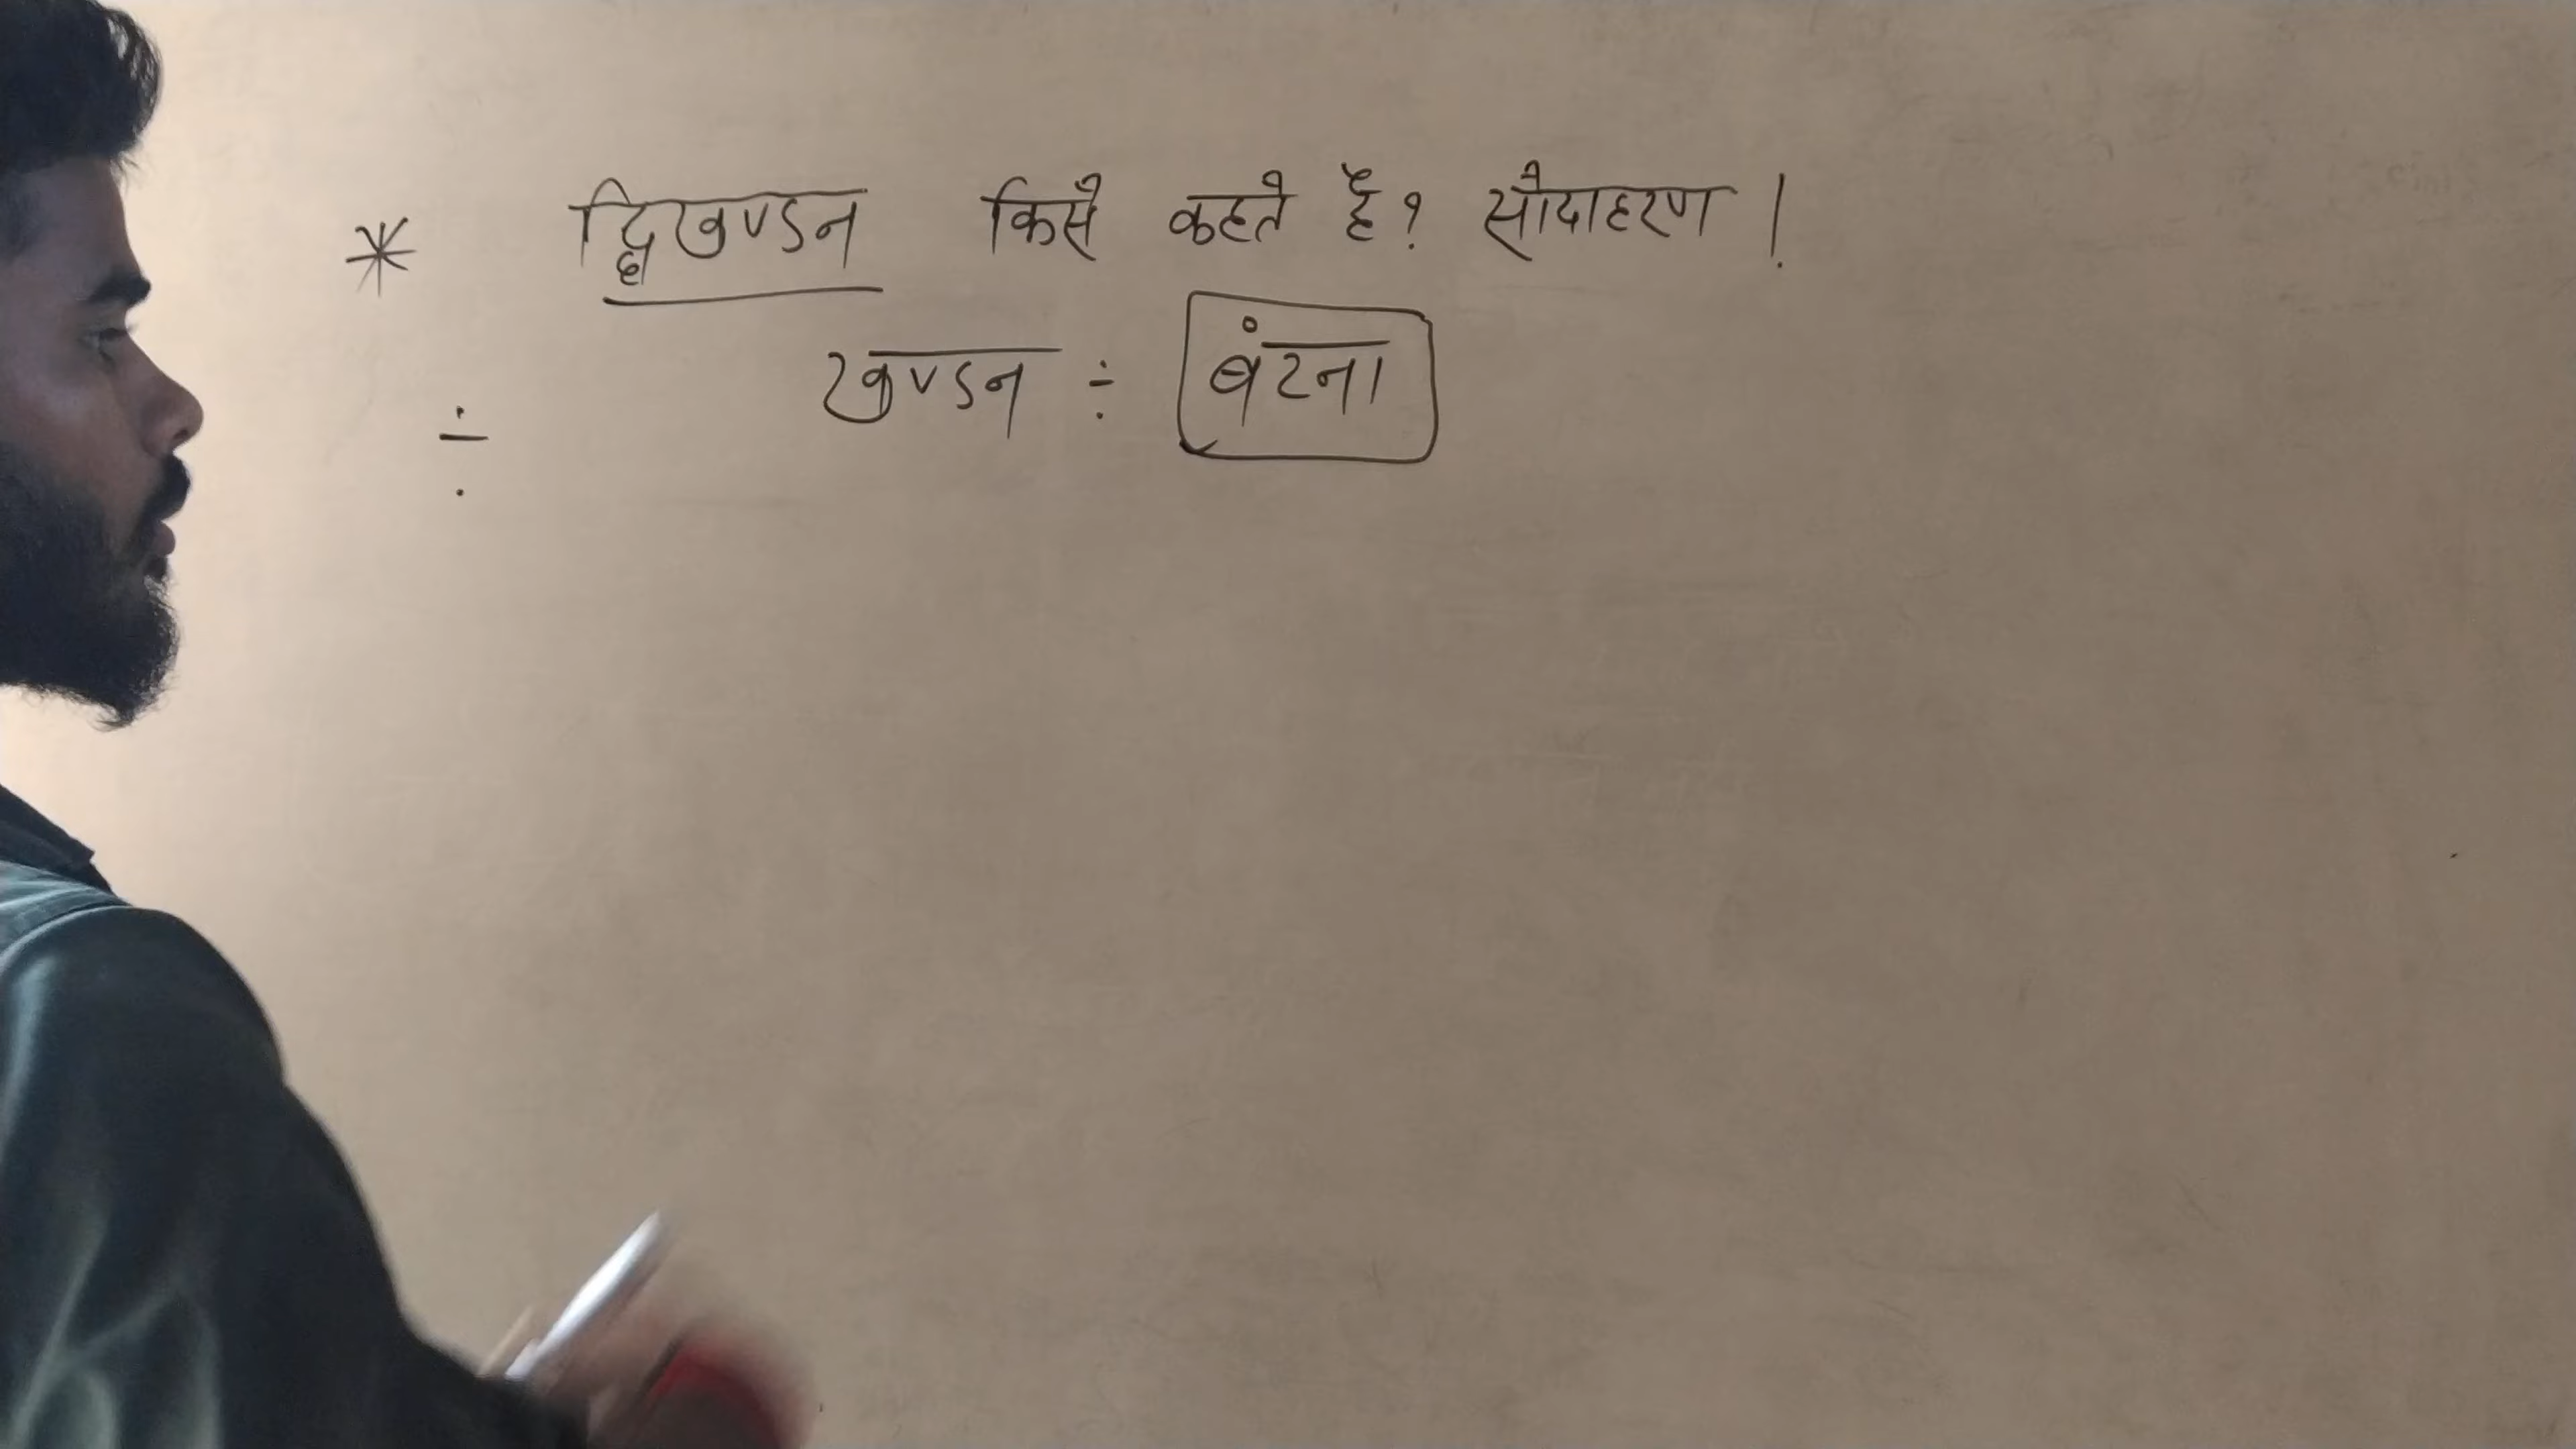 * द्विखण्डन किसे कहते है? सोदाहरण |
÷ खण्डन ÷ बंटना